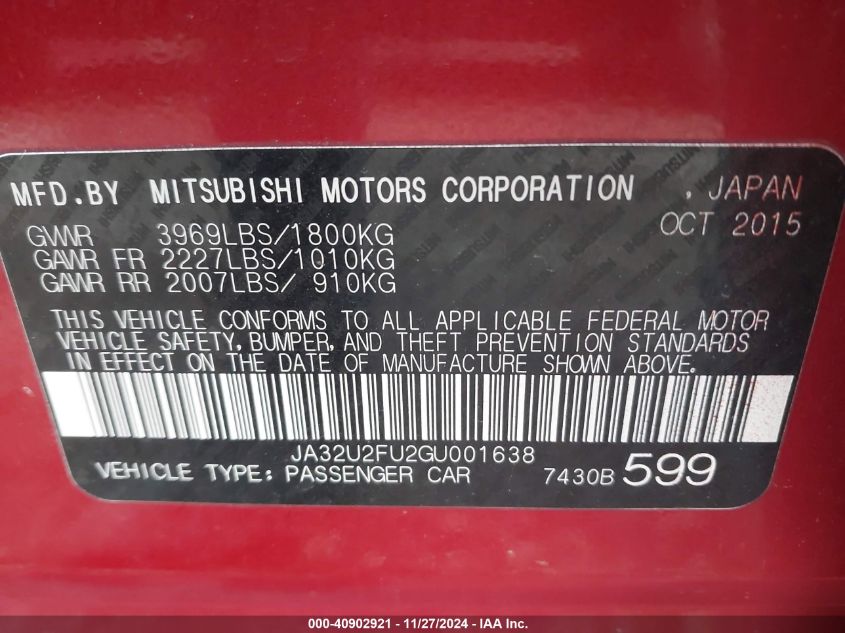 MFD.BY MITSUBISHI MOTORS CORPORATION , JAPAN
OCT 2015
GVWR 3969LBS/1800KG
GAWR FR 2227LBS/1010KG
GAWR RR 2007LBS/ 910KG
THIS VEHICLE CONFORMS TO ALL APPLICABLE FEDERAL MOTOR
VEHICLE SAFETY, BUMPER, AND THEFT PREVENTION STANDARDS
IN EFFECT ON THE DATE OF MANUFACTURE SHOWN ABOVE.
JA32U2FU2GU001638
VEHICLE TYPE: PASSENGER CAR 7430B 599
000-40902921 - 11/27/2024 - IAA Inc.